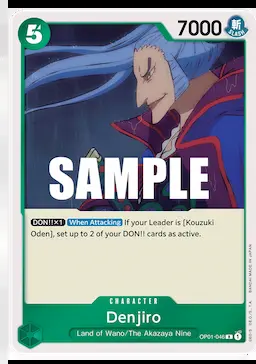 5
7000
斬
SLASH
SAMPLE
DON!!×1 When Attacking If your Leader is [Kouzuki
Oden], set up to 2 of your DON!! cards as active.
CHARACTER
Denjiro
Land of Wano/The Akazaya Nine
OP01-046 R